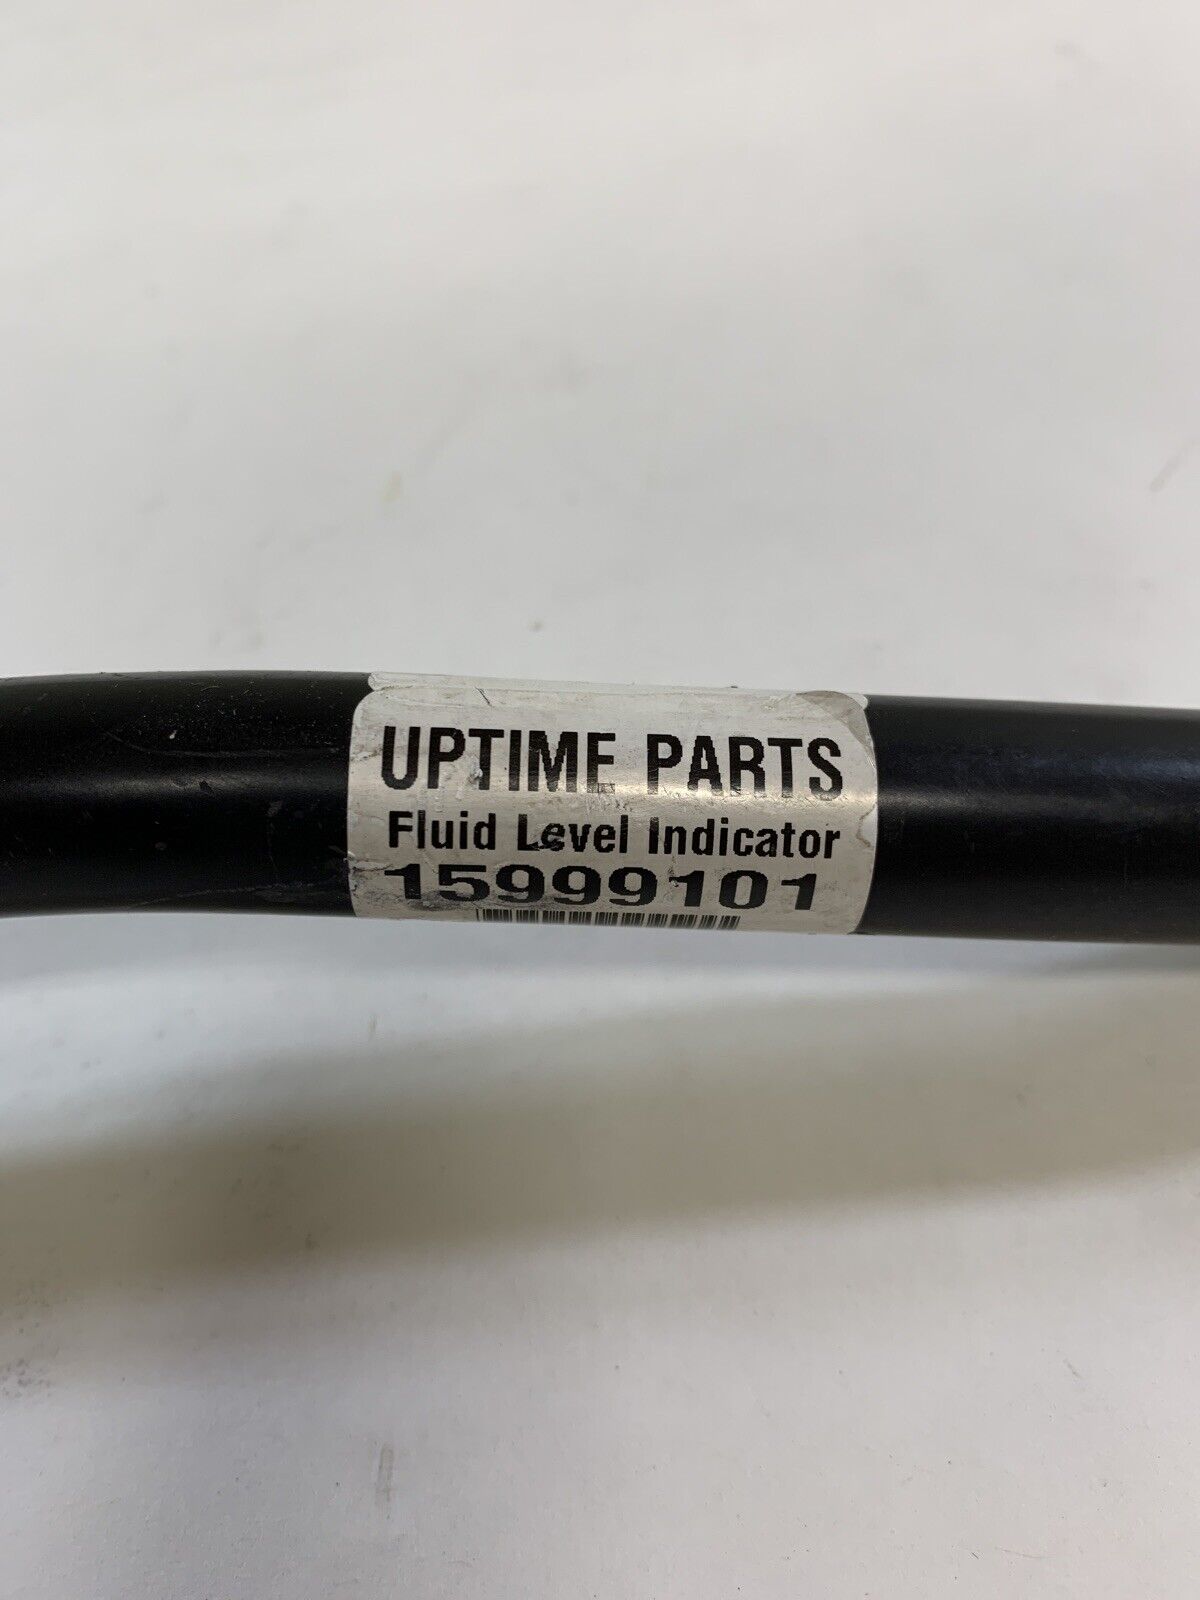 UPTIME PARTS
Fluid Level Indicator
15999101